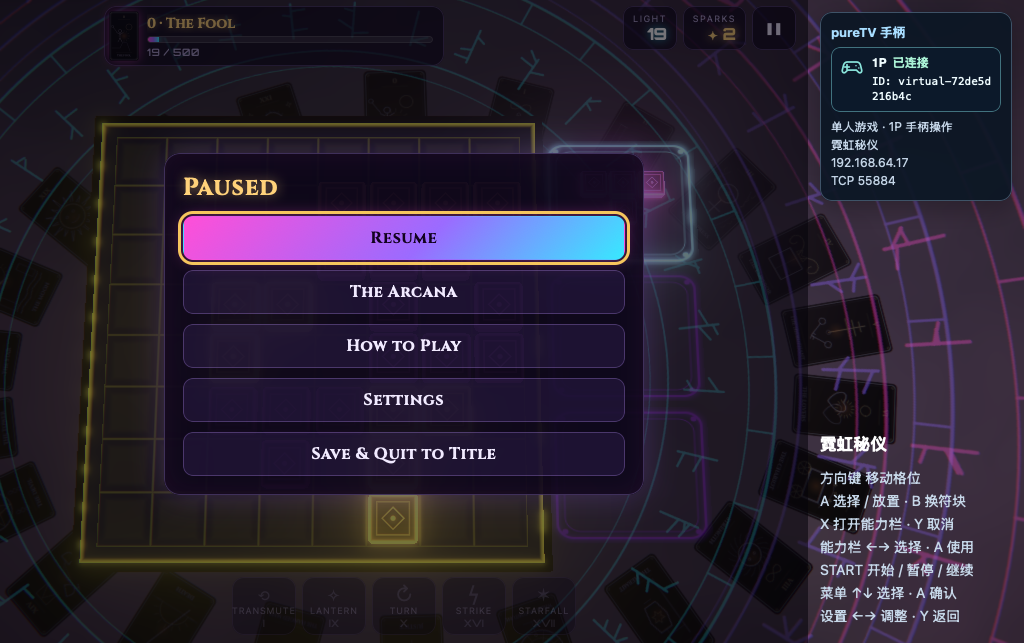 0 · The Fool
19 / 500
LIGHT
19
SPARKS
✦ 2
Paused
Resume
The Arcana
How to Play
Settings
Save & Quit to Title
TRANSMUTE
I
LANTERN
IX
TURN
X
STRIKE
XVI
STARFALL
XVII
pureTV 手柄
1P 已连接
ID: virtual-72de5d
216b4c
单人游戏 · 1P 手柄操作
霓虹秘仪
192.168.64.17
TCP 55884
霓虹秘仪
方向键 移动格位
A 选择 / 放置 · B 换符块
X 打开能力栏 · Y 取消
能力栏 ←→ 选择 · A 使用
START 开始 / 暂停 / 继续
菜单 ↑↓ 选择 · A 确认
设置 ←→ 调整 · Y 返回